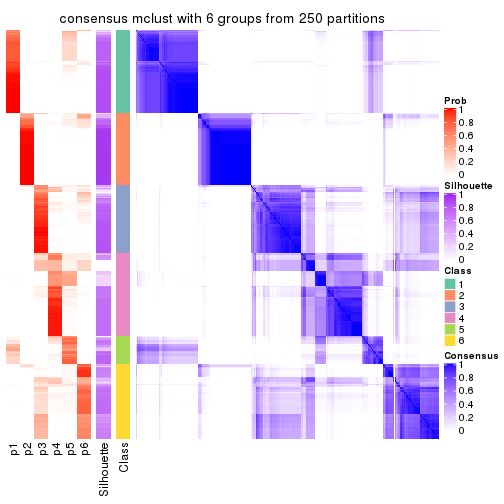 consensus mclust with 6 groups from 250 partitions
Prob
1
0.8
0.6
0.4
0.2
0
Silhouette
1
0.8
0.6
0.4
0.2
0
Class
1
2
3
4
5
6
Consensus
1
0.8
0.6
0.4
0.2
0
p1
p2
p3
p4
p5
p6
Silhouette
Class